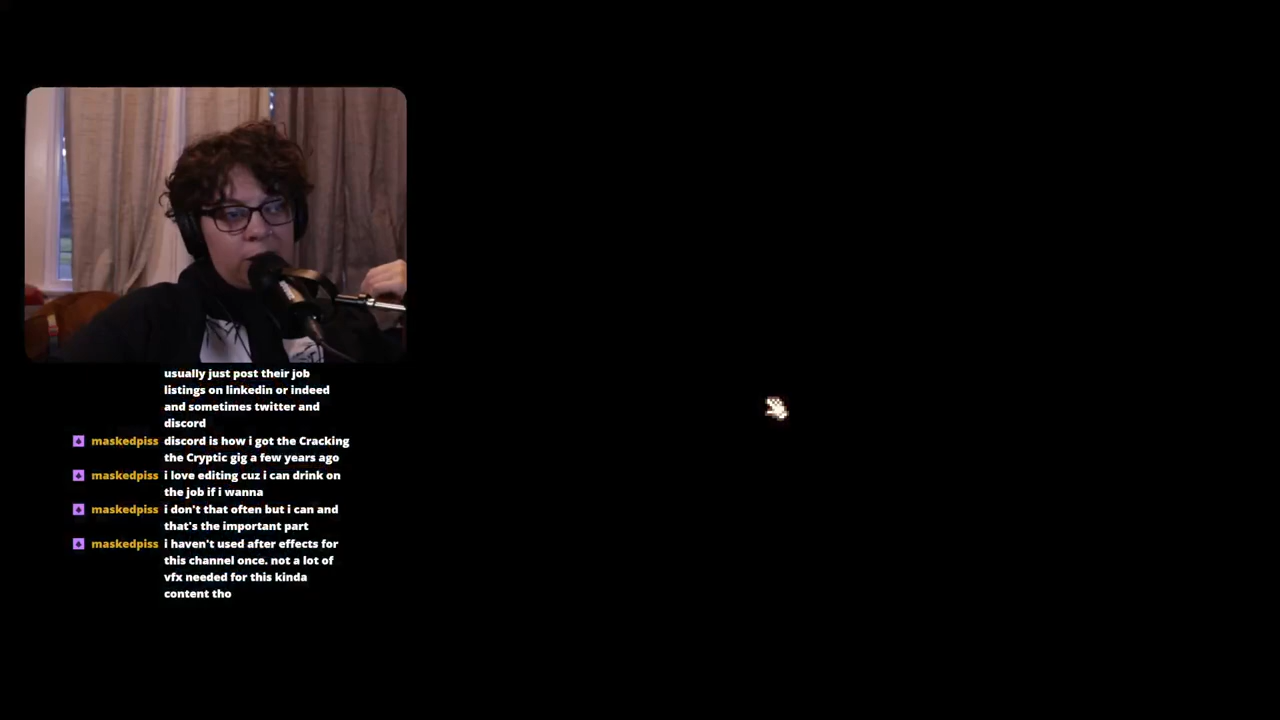 usually just post their job
listings on linkedin or indeed
and sometimes twitter and
discord
maskedpiss discord is how i got the Cracking
the Cryptic gig a few years ago
maskedpiss i love editing cuz i can drink on
the job if i wanna
maskedpiss i don't that often but i can and
that's the important part
maskedpiss i haven't used after effects for
this channel once. not a lot of
vfx needed for this kinda
content tho